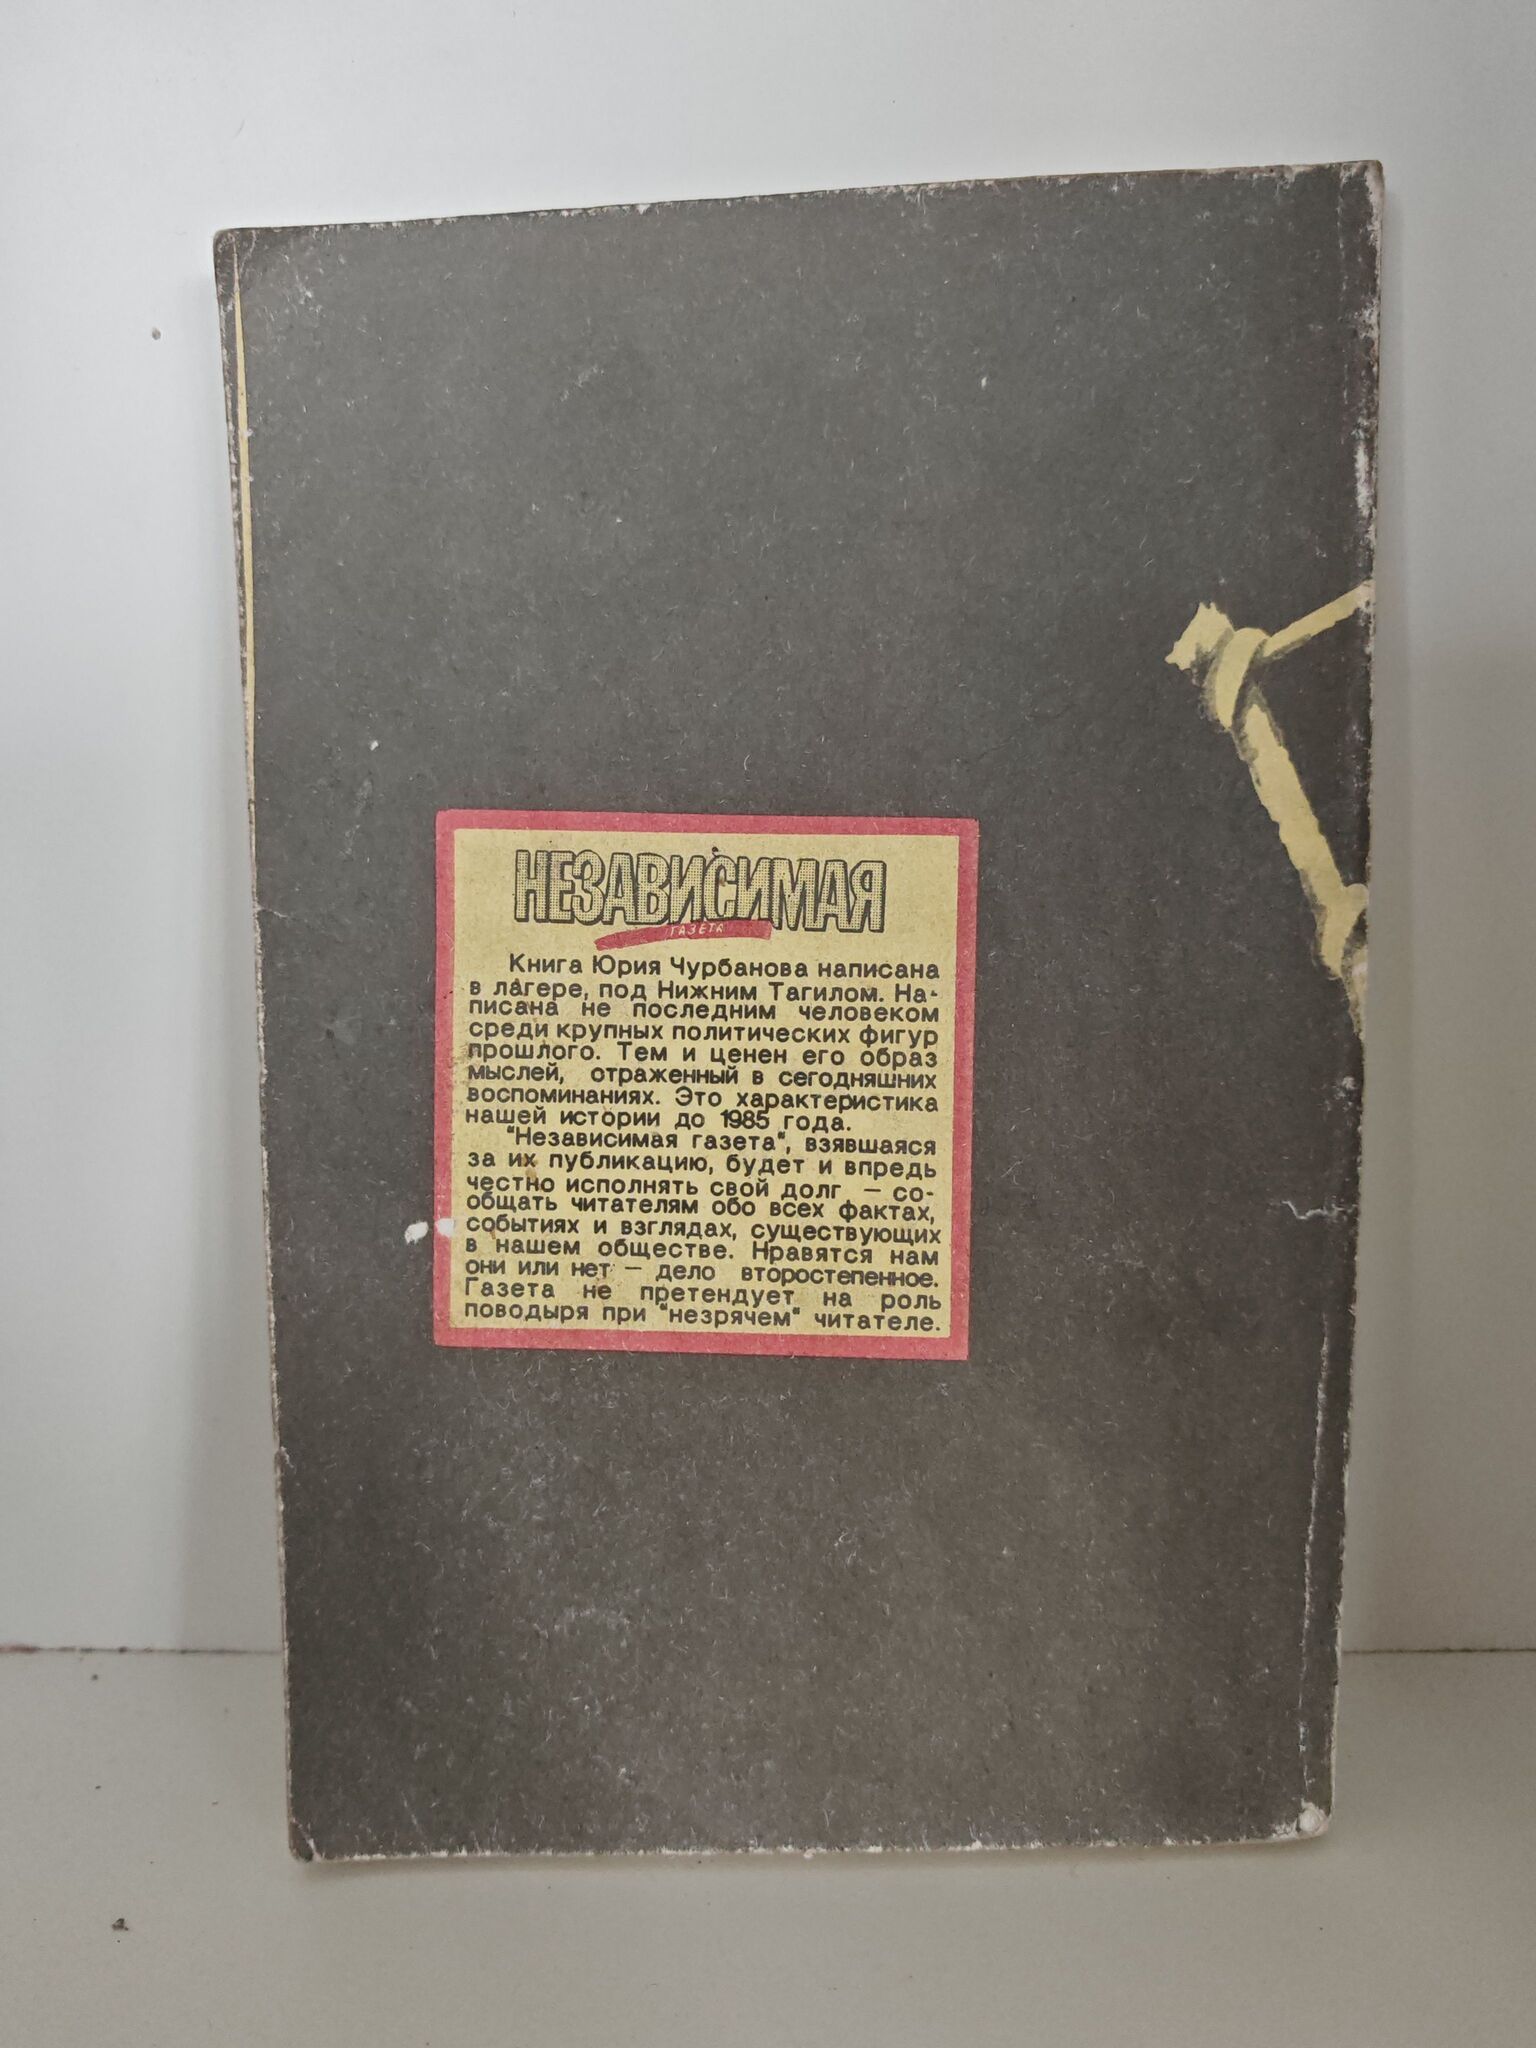 НЕЗАВИСИМАЯ
ГАЗЕТА
Книга Юрия Чурбанова написана
в лагере, под Нижним Тагилом. На-
писана не последним человеком
среди крупных политических фигур
прошлого. Тем и ценен его образ
мыслей, отраженный в сегодняшних
воспоминаниях. Это характеристика
нашей истории до 1985 года.
"Независимая газета", взявшаяся
за их публикацию, будет и впредь
честно исполнять свой долг – со-
общать читателям обо всех фактах,
событиях и взглядах, существующих
в нашем обществе. Нравятся нам
они или нет – дело второстепенное.
Газета не претендует на роль
поводыря при "незрячем" читателе.